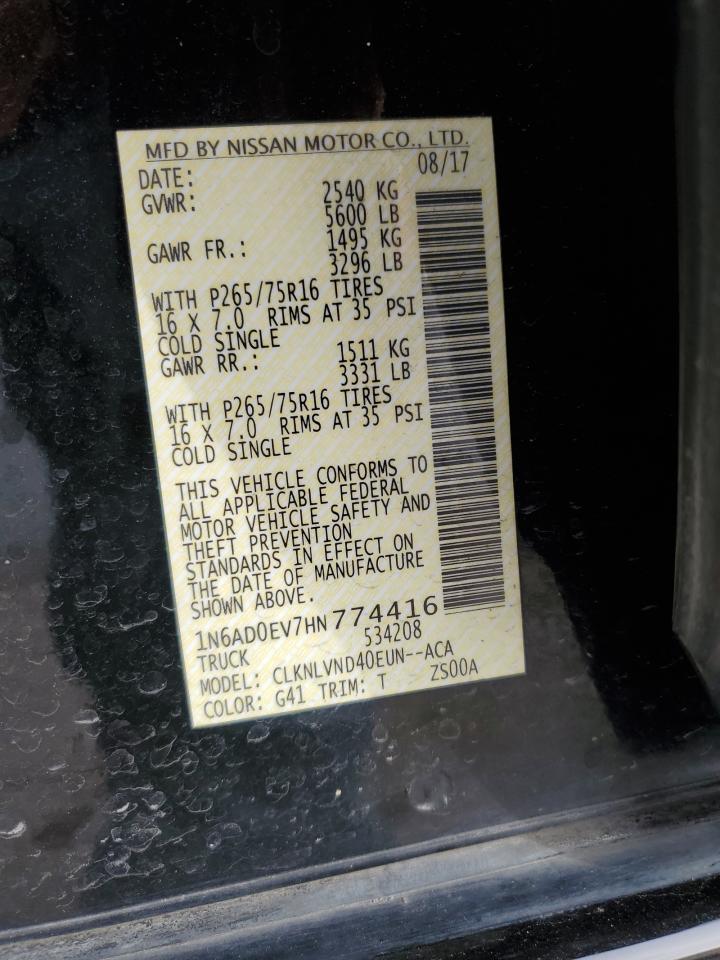 MFD BY NISSAN MOTOR CO., LTD.
DATE: 08/17
GVWR: 2540 KG
5600 LB
GAWR FR.: 1495 KG
3296 LB
WITH P265/75R16 TIRES
16 X 7.0 RIMS AT 35 PSI
COLD SINGLE
GAWR RR.: 1511 KG
3331 LB
WITH P265/75R16 TIRES
16 X 7.0 RIMS AT 35 PSI
COLD SINGLE
THIS VEHICLE CONFORMS TO
ALL APPLICABLE FEDERAL
MOTOR VEHICLE SAFETY AND
THEFT PREVENTION
STANDARDS IN EFFECT ON
THE DATE OF MANUFACTURE
SHOWN ABOVE.
1N6AD0EV7HN774416
TRUCK 534208
MODEL: CLKNLVND40EUN--ACA
COLOR: G41 TRIM: T ZS00A